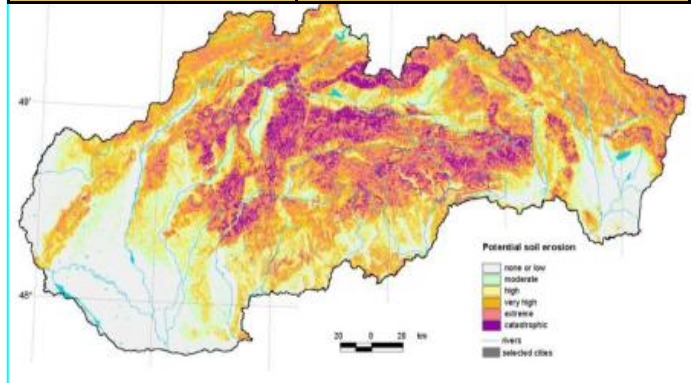 49°
48°
Potential soil erosion
none or low
moderate
high
very high
extreme
catastrophic
rivers
selected cities
20 0 20 km